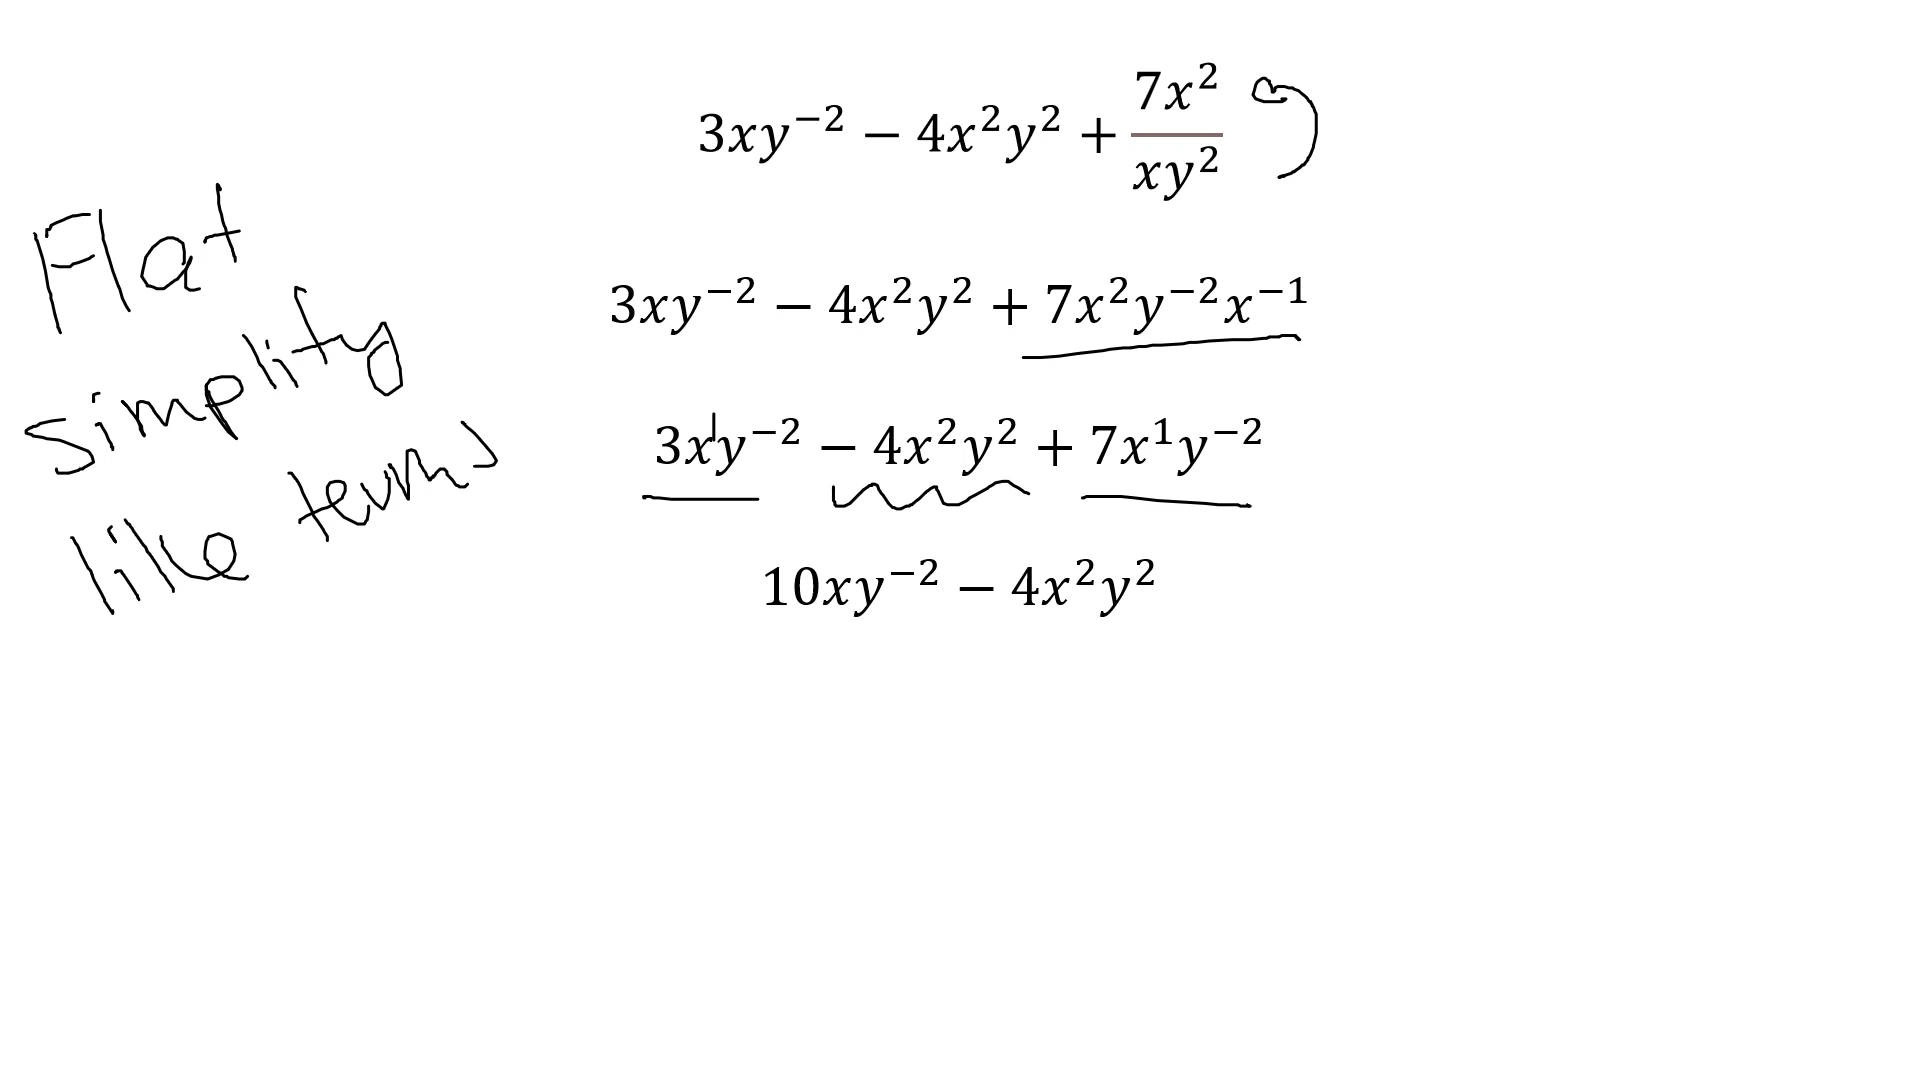 3xy⁻² − 4x²y² + 7x²/xy²
3xy⁻² − 4x²y² + 7x²y⁻²x⁻¹
3x¹y⁻² − 4x²y² + 7x¹y⁻²
10xy⁻² − 4x²y²
Flat
simplify
like terms